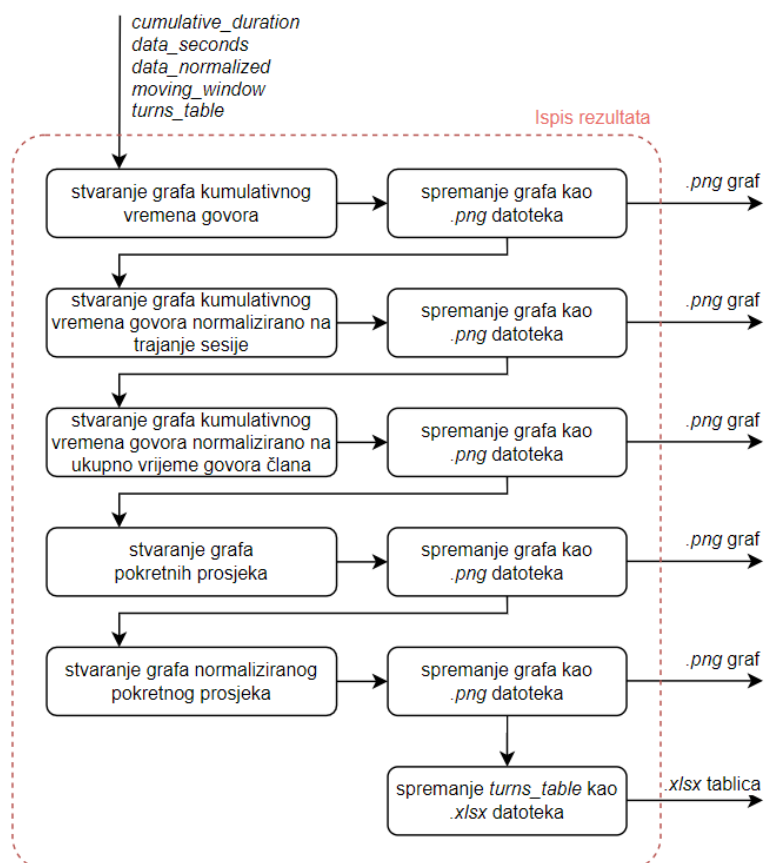 cumulative_duration
data_seconds
data_normalized
moving_window
turns_table
Ispis rezultata
stvaranje grafa kumulativnog
vremena govora
spremanje grafa kao
.png datoteka
.png graf
stvaranje grafa kumulativnog
vremena govora normalizirano na
trajanje sesije
spremanje grafa kao
.png datoteka
.png graf
stvaranje grafa kumulativnog
vremena govora normalizirano na
ukupno vrijeme govora člana
spremanje grafa kao
.png datoteka
.png graf
stvaranje grafa
pokretnih prosjeka
spremanje grafa kao
.png datoteka
.png graf
stvaranje grafa normaliziranog
pokretnog prosjeka
spremanje grafa kao
.png datoteka
.png graf
spremanje turns_table kao
.xlsx datoteka
.xlsx tablica